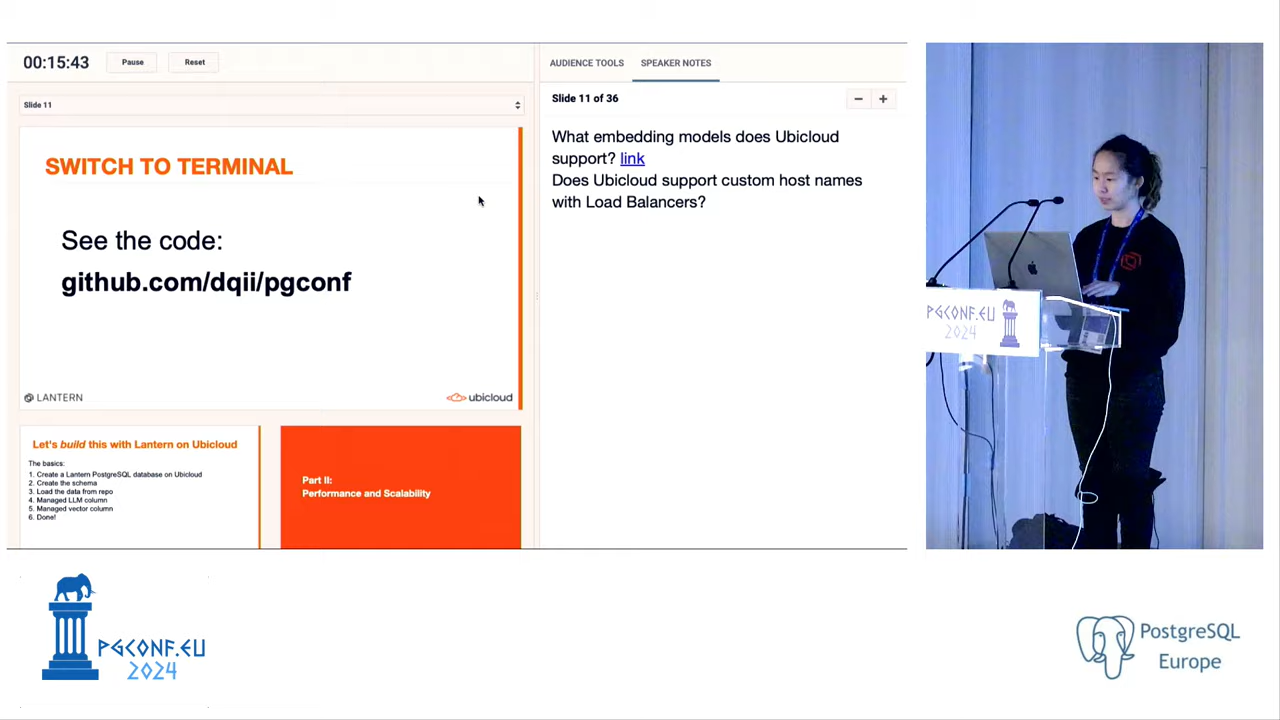 00:15:43
Pause
Reset
Slide 11
SWITCH TO TERMINAL
See the code:
github.com/dqii/pgconf
LANTERN
ubicloud
Let's build this with Lantern on Ubicloud
The basics:
1. Create a Lantern PostgreSQL database on Ubicloud
2. Create the schema
3. Load the data from repo
4. Managed LLM column
5. Managed vector column
6. Done!
Part II:
Performance and Scalability
AUDIENCE TOOLS
SPEAKER NOTES
Slide 11 of 36
What embedding models does Ubicloud
support? link
Does Ubicloud support custom host names
with Load Balancers?
PGCONF.EU
2024
PGCONF.EU
2024
PostgreSQL
Europe